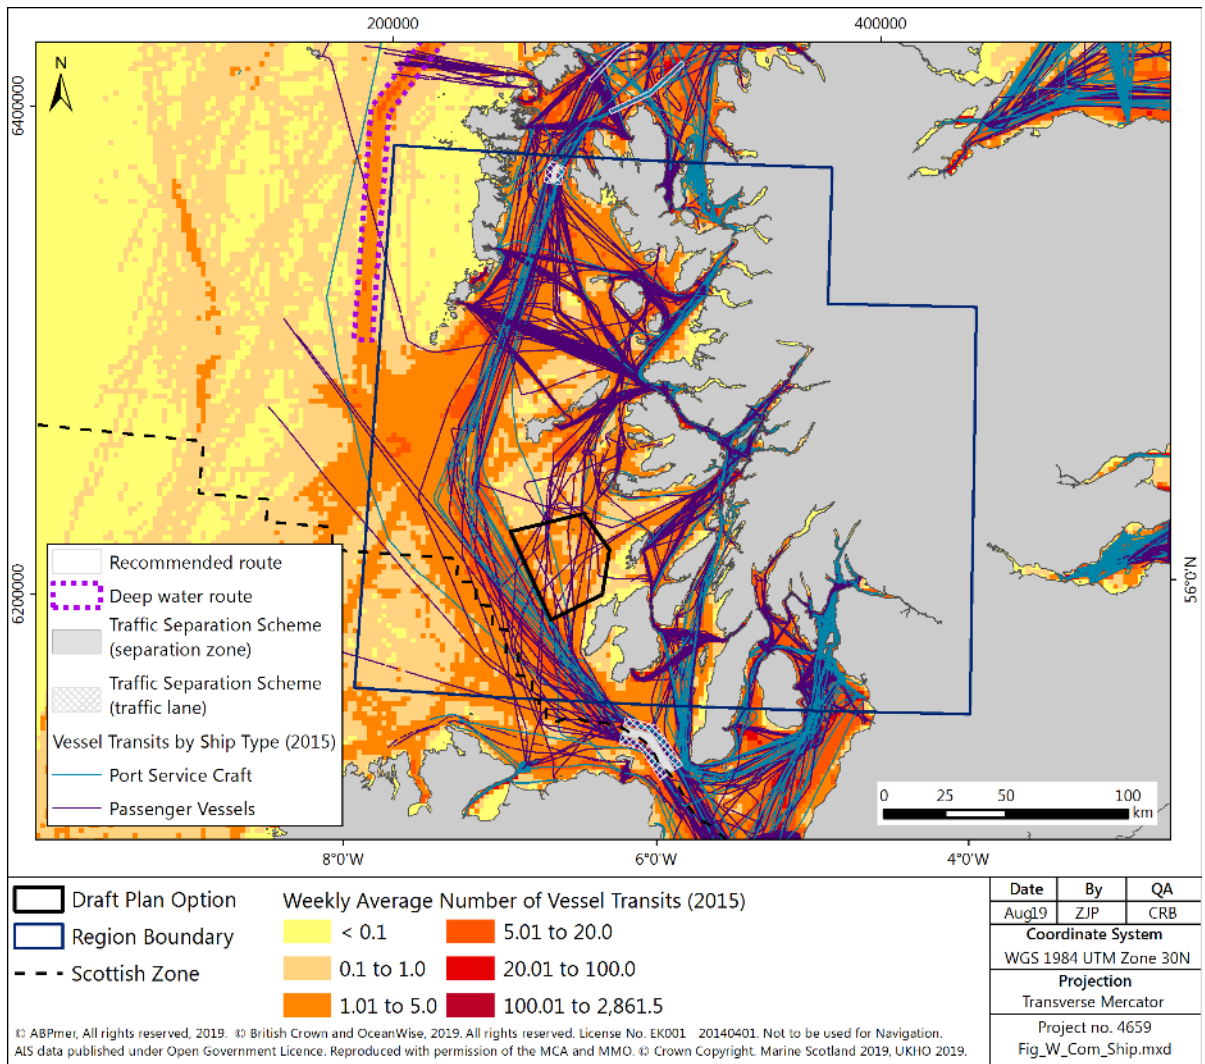 200000
400000
N
6400000
6200000
56°0'N
Recommended route
Deep water route
Traffic Separation Scheme
(separation zone)
Traffic Separation Scheme
(traffic lane)
Vessel Transits by Ship Type (2015)
Port Service Craft
Passenger Vessels
0 25 50 100
km
8°0'W
6°0'W
4°0'W
Draft Plan Option
Region Boundary
Scottish Zone
Weekly Average Number of Vessel Transits (2015)
< 0.1
0.1 to 1.0
1.01 to 5.0
5.01 to 20.0
20.01 to 100.0
100.01 to 2,861.5
Date By QA
Aug19 ZJP CRB
Coordinate System
WGS 1984 UTM Zone 30N
Projection
Transverse Mercator
Project no. 4659
Fig_W_Com_Ship.mxd
© ABPmer, All rights reserved, 2019. © British Crown and OceanWise, 2019. All rights reserved. License No. EK001 20140401. Not to be used for Navigation.
AIS data published under Open Government Licence. Reproduced with permission of the MCA and MMO. © Crown Copyright. Marine Scotland 2019, UKHO 2019.